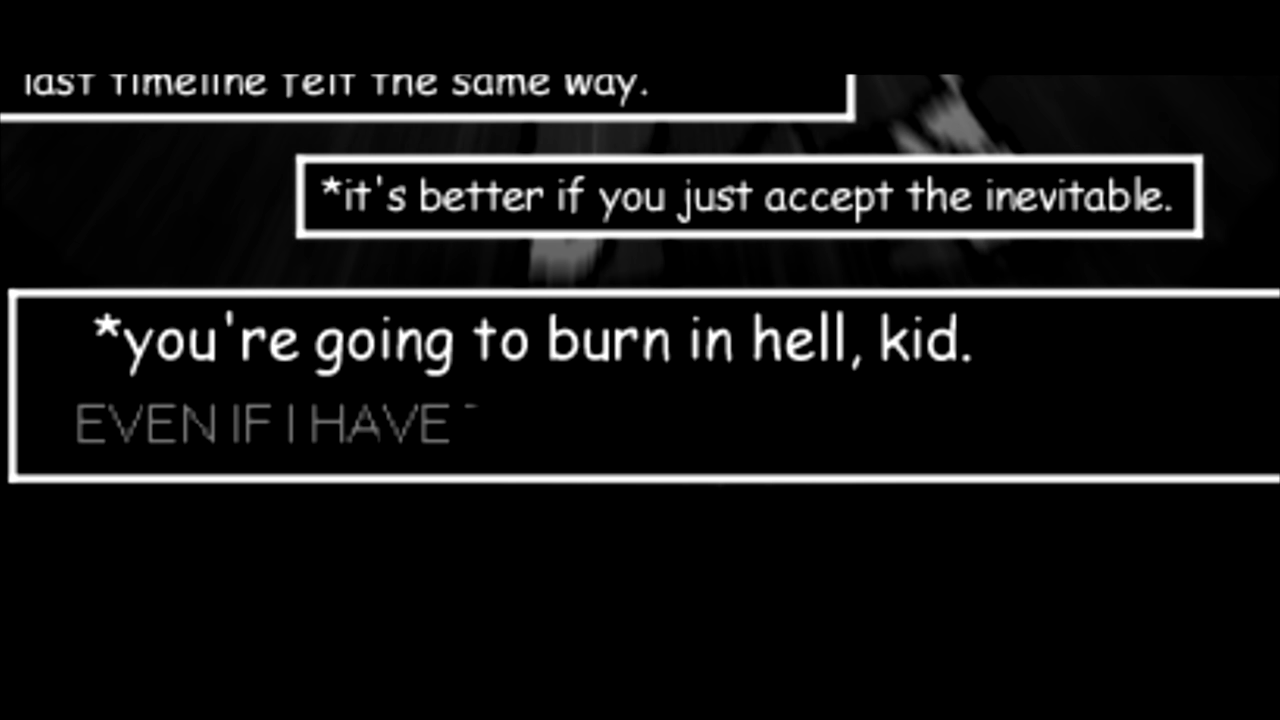 last timeline felt the same way.
*it's better if you just accept the inevitable.
*you're going to burn in hell, kid.
EVEN IF I HAVE